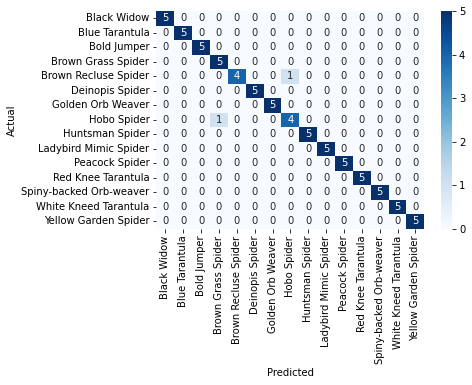 Black Widow 5 0 0 0 0 0 0 0 0 0 0 0 0 0 0
Blue Tarantula 0 5 0 0 0 0 0 0 0 0 0 0 0 0 0
Bold Jumper 0 0 5 0 0 0 0 0 0 0 0 0 0 0 0
Brown Grass Spider 0 0 0 5 0 0 0 0 0 0 0 0 0 0 0
Brown Recluse Spider 0 0 0 0 4 0 0 1 0 0 0 0 0 0 0
Deinopis Spider 0 0 0 0 0 5 0 0 0 0 0 0 0 0 0
Golden Orb Weaver 0 0 0 0 0 0 5 0 0 0 0 0 0 0 0
Hobo Spider 0 0 0 1 0 0 0 4 0 0 0 0 0 0 0
Huntsman Spider 0 0 0 0 0 0 0 0 5 0 0 0 0 0 0
Ladybird Mimic Spider 0 0 0 0 0 0 0 0 0 5 0 0 0 0 0
Peacock Spider 0 0 0 0 0 0 0 0 0 0 5 0 0 0 0
Red Knee Tarantula 0 0 0 0 0 0 0 0 0 0 0 5 0 0 0
Spiny-backed Orb-weaver 0 0 0 0 0 0 0 0 0 0 0 0 5 0 0
White Kneed Tarantula 0 0 0 0 0 0 0 0 0 0 0 0 0 5 0
Yellow Garden Spider 0 0 0 0 0 0 0 0 0 0 0 0 0 0 5
Actual
Black Widow
Blue Tarantula
Bold Jumper
Brown Grass Spider
Brown Recluse Spider
Deinopis Spider
Golden Orb Weaver
Hobo Spider
Huntsman Spider
Ladybird Mimic Spider
Peacock Spider
Red Knee Tarantula
Spiny-backed Orb-weaver
White Kneed Tarantula
Yellow Garden Spider
Predicted
5
4
3
2
1
0